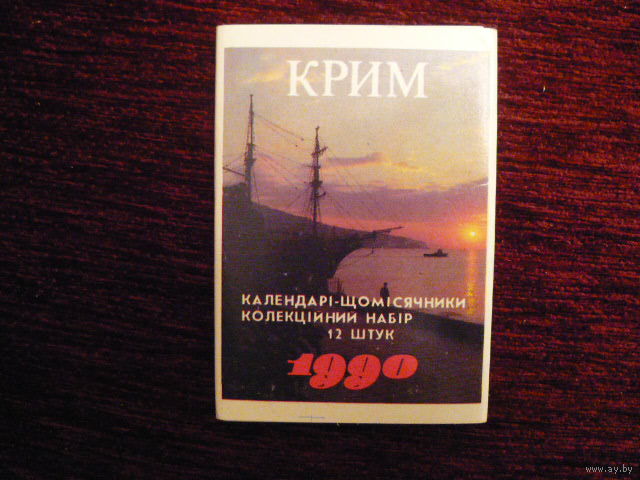 КРИМ
КАЛЕНДАРІ-ЩОМІСЯЧНИКИ
КОЛЕКЦІЙНИЙ НАБІР
12 ШТУК
1990
www.ay.by